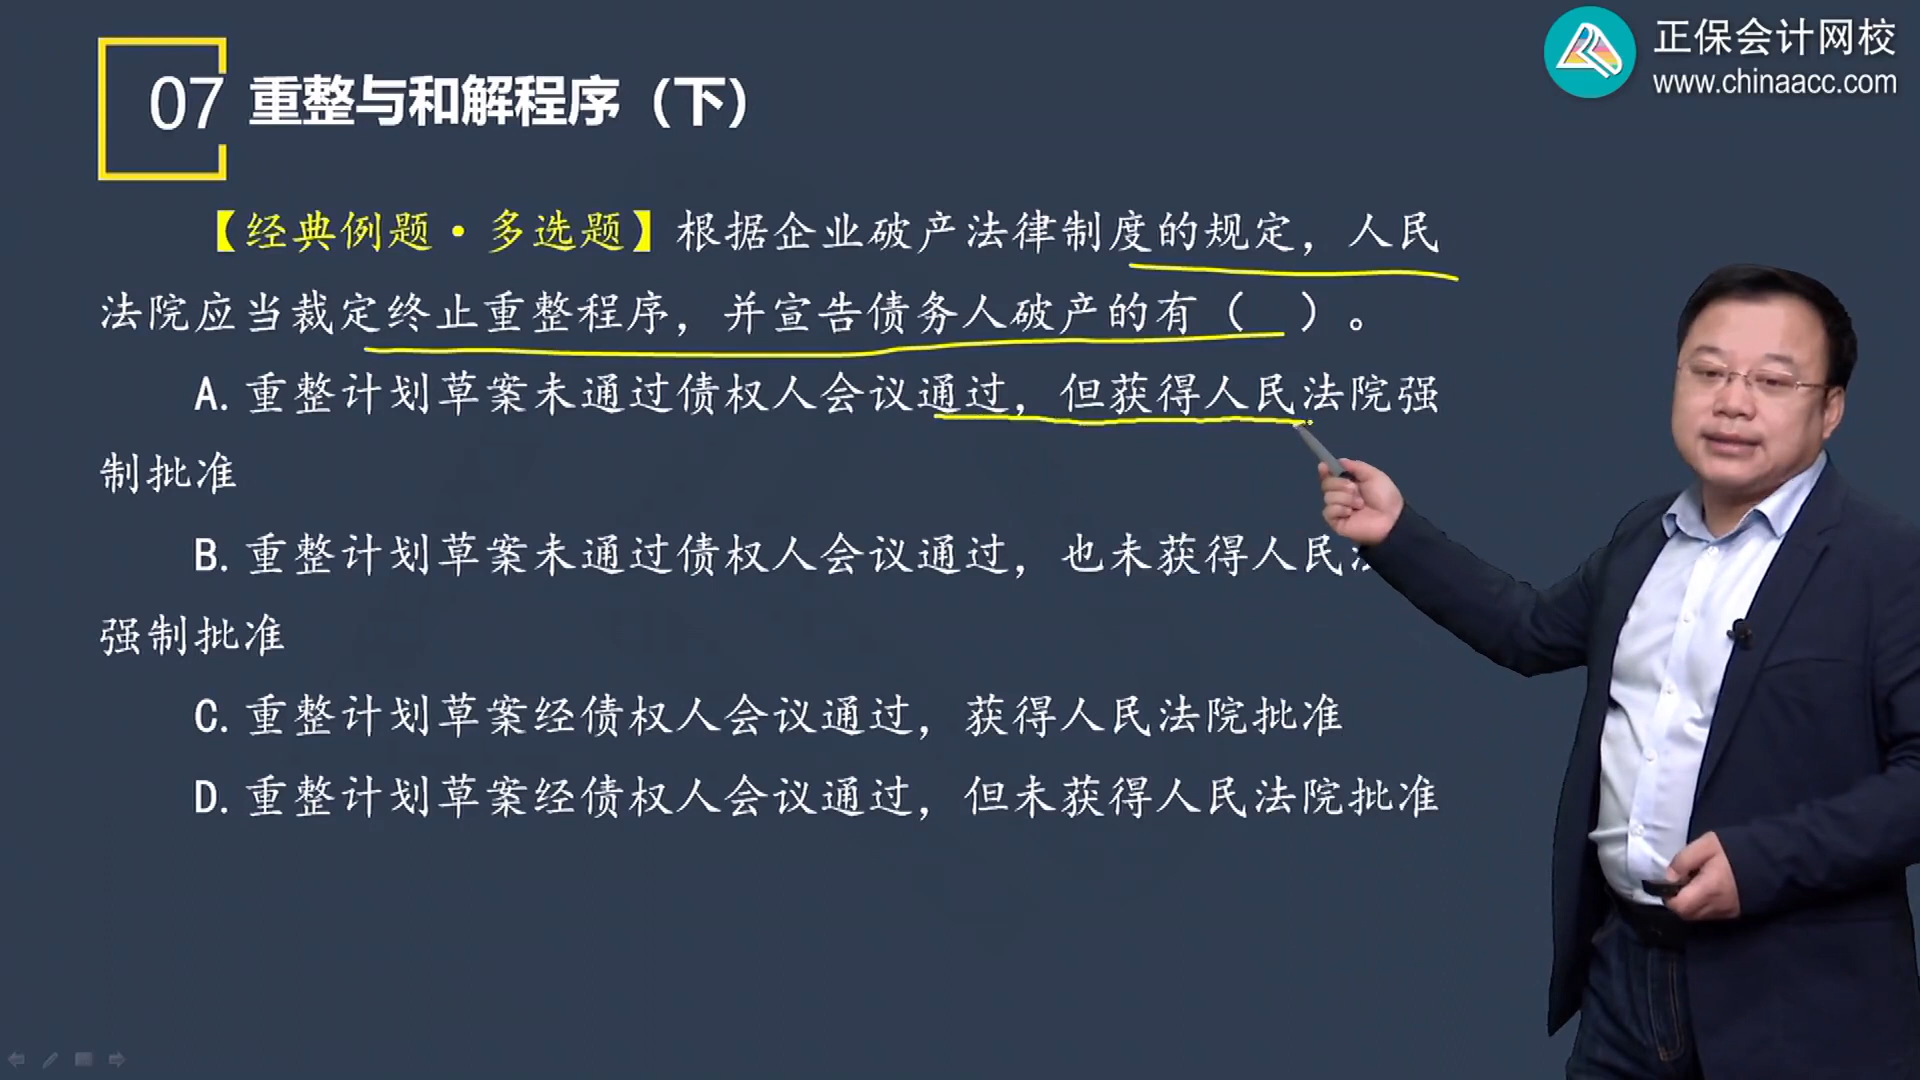 正保会计网校
www.chinaacc.com
07 重整与和解程序（下）
【经典例题·多选题】根据企业破产法律制度的规定，人民
法院应当裁定终止重整程序，并宣告债务人破产的有（ ）。
A. 重整计划草案未通过债权人会议通过，但获得人民法院强
制批准
B. 重整计划草案未通过债权人会议通过，也未获得人民
强制批准
C. 重整计划草案经债权人会议通过，获得人民法院批准
D. 重整计划草案经债权人会议通过，但未获得人民法院批准